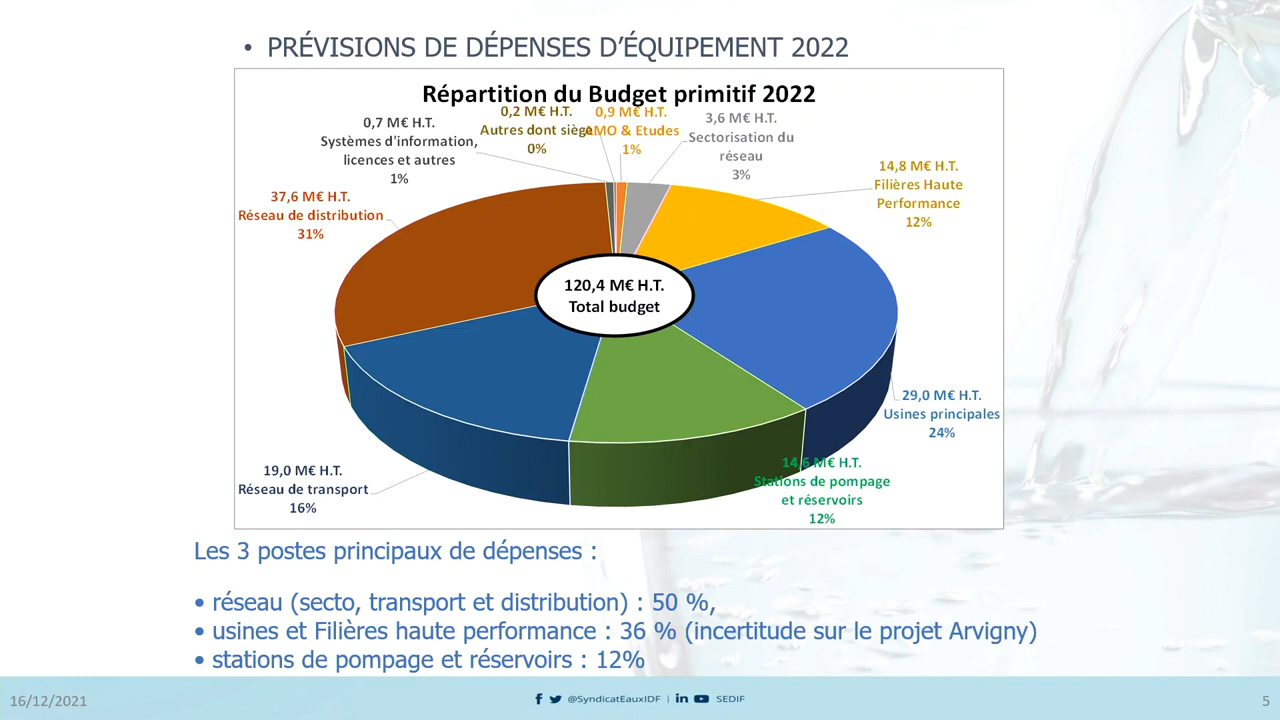 • PRÉVISIONS DE DÉPENSES D’ÉQUIPEMENT 2022
Répartition du Budget primitif 2022
0,7 M€ H.T.
Systèmes d'information,
licences et autres
1%
0,2 M€ H.T.
Autres dont siège
0%
0,9 M€ H.T.
AMO & Etudes
1%
3,6 M€ H.T.
Sectorisation du
réseau
3%
14,8 M€ H.T.
Filières Haute
Performance
12%
37,6 M€ H.T.
Réseau de distribution
31%
120,4 M€ H.T.
Total budget
29,0 M€ H.T.
Usines principales
24%
19,0 M€ H.T.
Réseau de transport
16%
14,6 M€ H.T.
Stations de pompage
et réservoirs
12%
Les 3 postes principaux de dépenses :
• réseau (secto, transport et distribution) : 50 %,
• usines et Filières haute performance : 36 % (incertitude sur le projet Arvigny)
• stations de pompage et réservoirs : 12%
16/12/2021
@SyndicatEauxIDF | SEDIF
5